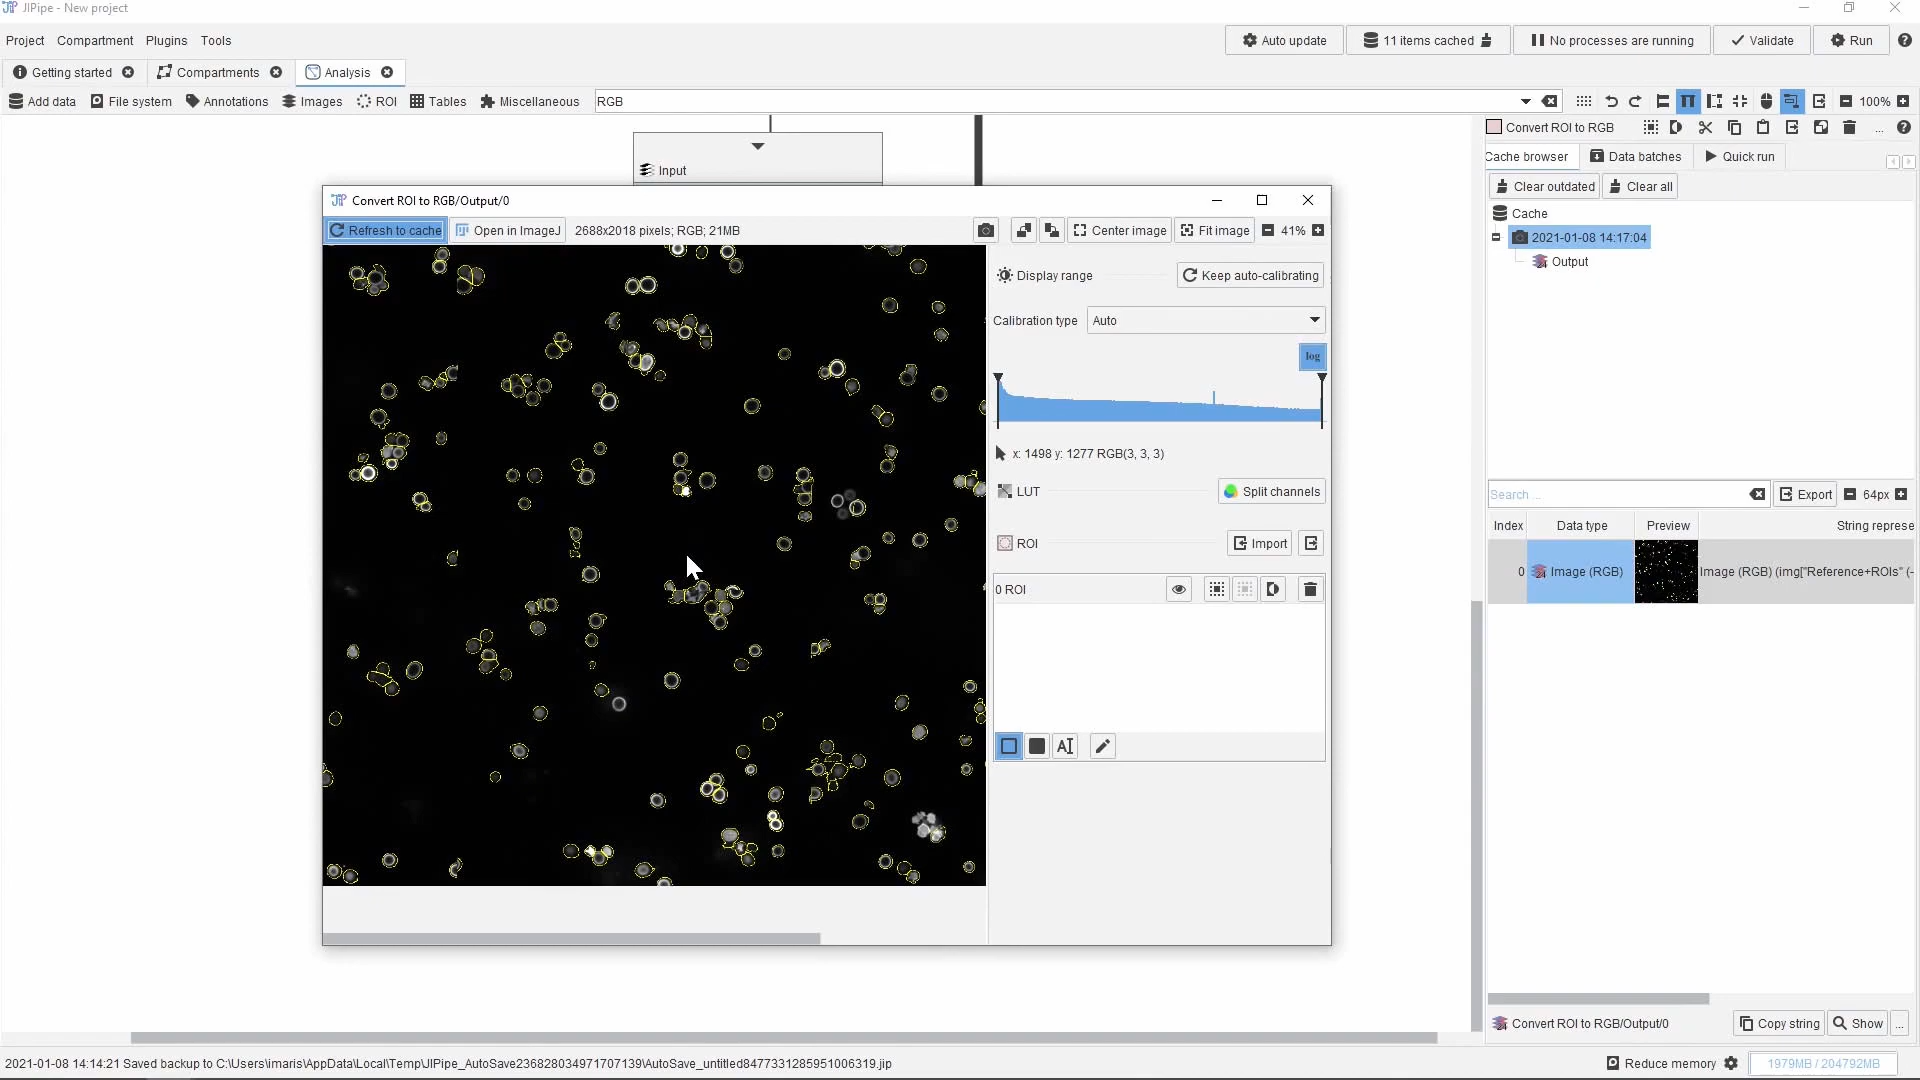 JIPipe - New project
Project Compartment Plugins Tools
Auto update 11 items cached No processes are running Validate Run
Getting started Compartments Analysis
Add data File system Annotations Images ROI Tables Miscellaneous RGB 100%
Convert ROI to RGB ...
Input
Cache browser Data batches Quick run
Clear outdated Clear all
Cache
2021-01-08 14:17:04
Output
Convert ROI to RGB/Output/0
Refresh to cache Open in ImageJ 2688x2018 pixels; RGB; 21MB Center image Fit image 41%
Display range Keep auto-calibrating
Calibration type Auto
log
x: 1498 y: 1277 RGB(3, 3, 3)
LUT Split channels
ROI Import
0 ROI
AI
Search ... Export 64px
Index Data type Preview String represe
0 Image (RGB) Image (RGB) (img["Reference+ROIs" (-
Convert ROI to RGB/Output/0 Copy string Show ...
2021-01-08 14:14:21 Saved backup to C:\Users\imaris\AppData\Local\Temp\JIPipe_AutoSave236828034971707139\AutoSave_untitled8477331285951006319.jip
Reduce memory 1979MB / 204792MB